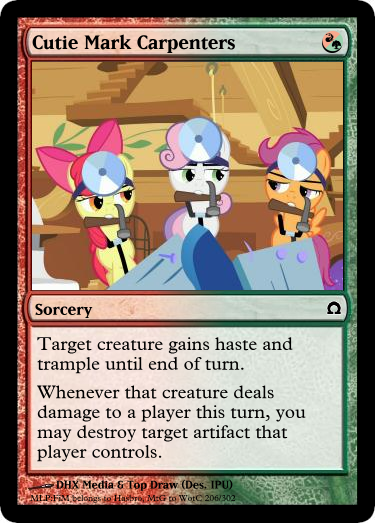 Cutie Mark Carpenters
Sorcery
Target creature gains haste and
trample until end of turn.
Whenever that creature deals
damage to a player this turn, you
may destroy target artifact that
player controls.
DHX Media & Top Draw (Des. IPU)
MLP:FiM belongs to Hasbro, MtG to WotC 206/302